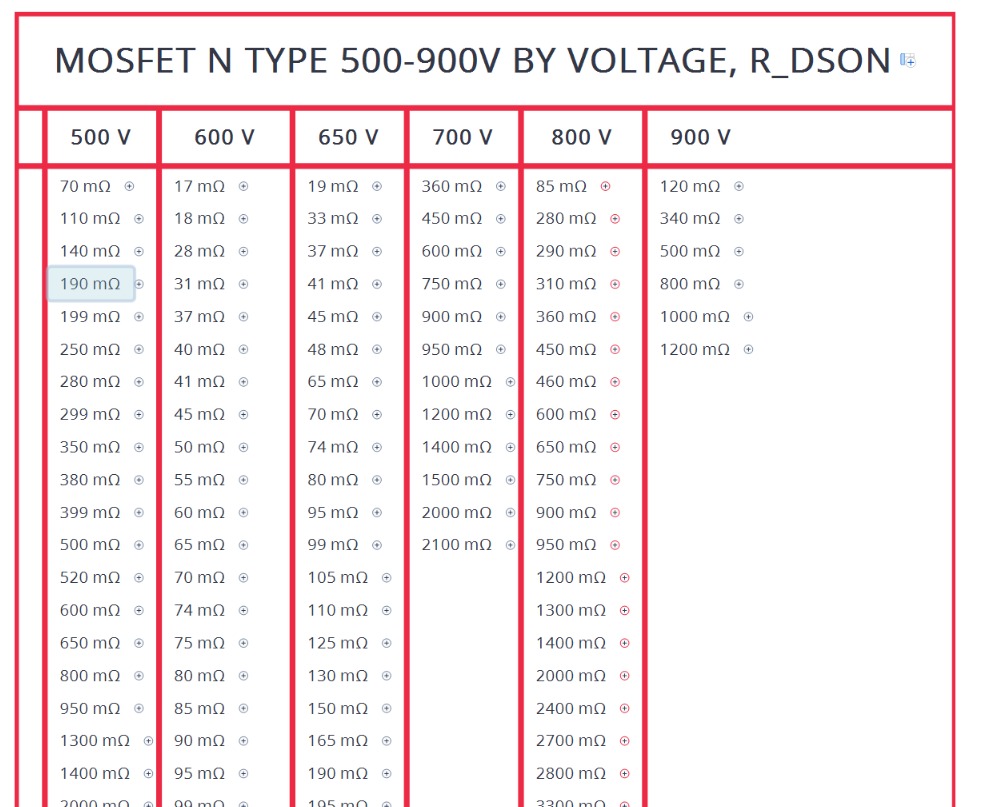 MOSFET N TYPE 500-900V BY VOLTAGE, R_DSON
500 V 600 V 650 V 700 V 800 V 900 V
70 mΩ 17 mΩ 19 mΩ 360 mΩ 85 mΩ 120 mΩ
110 mΩ 18 mΩ 33 mΩ 450 mΩ 280 mΩ 340 mΩ
140 mΩ 28 mΩ 37 mΩ 600 mΩ 290 mΩ 500 mΩ
190 mΩ 31 mΩ 41 mΩ 750 mΩ 310 mΩ 800 mΩ
199 mΩ 37 mΩ 45 mΩ 900 mΩ 360 mΩ 1000 mΩ
250 mΩ 40 mΩ 48 mΩ 950 mΩ 450 mΩ 1200 mΩ
280 mΩ 41 mΩ 65 mΩ 1000 mΩ 460 mΩ
299 mΩ 45 mΩ 70 mΩ 1200 mΩ 600 mΩ
350 mΩ 50 mΩ 74 mΩ 1400 mΩ 650 mΩ
380 mΩ 55 mΩ 80 mΩ 1500 mΩ 750 mΩ
399 mΩ 60 mΩ 95 mΩ 2000 mΩ 900 mΩ
500 mΩ 65 mΩ 99 mΩ 2100 mΩ 950 mΩ
520 mΩ 70 mΩ 105 mΩ 1200 mΩ
600 mΩ 74 mΩ 110 mΩ 1300 mΩ
650 mΩ 75 mΩ 125 mΩ 1400 mΩ
800 mΩ 80 mΩ 130 mΩ 2000 mΩ
950 mΩ 85 mΩ 150 mΩ 2400 mΩ
1300 mΩ 90 mΩ 165 mΩ 2700 mΩ
1400 mΩ 95 mΩ 190 mΩ 2800 mΩ
2000 mΩ 99 mΩ 195 mΩ 3300 mΩ